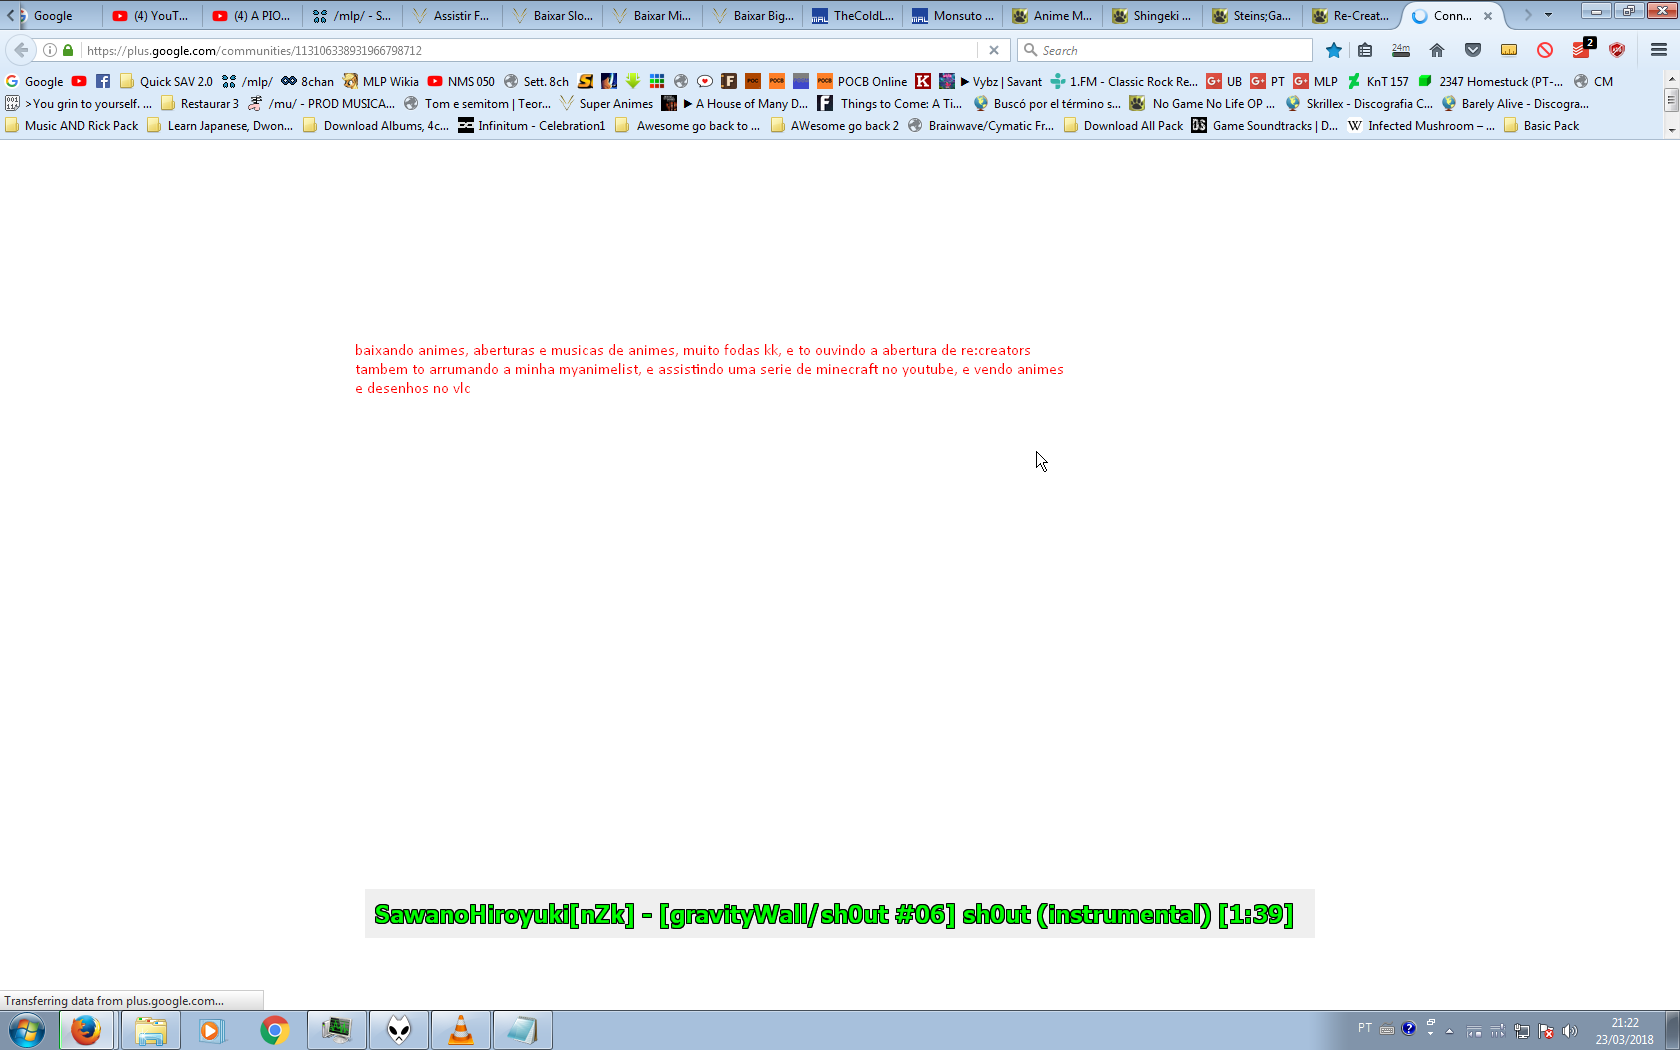 Google
(4) YouT...
(4) A PIO...
/mlp/ - S...
Assistir F...
Baixar Slo...
Baixar Mi...
Baixar Big...
TheColdL...
Monsuto ...
Anime M...
Shingeki ...
Steins;Ga...
Re-Creat...
Conn...
https://plus.google.com/communities/113106338931966798712
Search
24m
2
Google Quick SAV 2.0 /mlp/ 8chan MLP Wikia NMS 050 Sett. 8ch POCB Online Vybz | Savant 1.FM - Classic Rock Re... UB PT MLP KnT 157 2347 Homestuck (PT-... CM
>You grin to yourself. ... Restaurar 3 /mu/ - PROD MUSICA... Tom e semitom | Teor... Super Animes A House of Many D... Things to Come: A Ti... Buscó por el término s... No Game No Life OP ... Skrillex - Discografia C... Barely Alive - Discogra...
Music AND Rick Pack Learn Japanese, Dwon... Download Albums, 4c... Infinitum - Celebration1 Awesome go back to ... AWesome go back 2 Brainwave/Cymatic Fr... Download All Pack Game Soundtracks | D... Infected Mushroom – ... Basic Pack
baixando animes, aberturas e musicas de animes, muito fodas kk, e to ouvindo a abertura de re:creators
tambem to arrumando a minha myanimelist, e assistindo uma serie de minecraft no youtube, e vendo animes
e desenhos no vlc
SawanoHiroyuki[nZk] - [gravityWall/sh0ut #06] sh0ut (instrumental) [1:39]
Transferring data from plus.google.com...
PT
21:22
23/03/2018